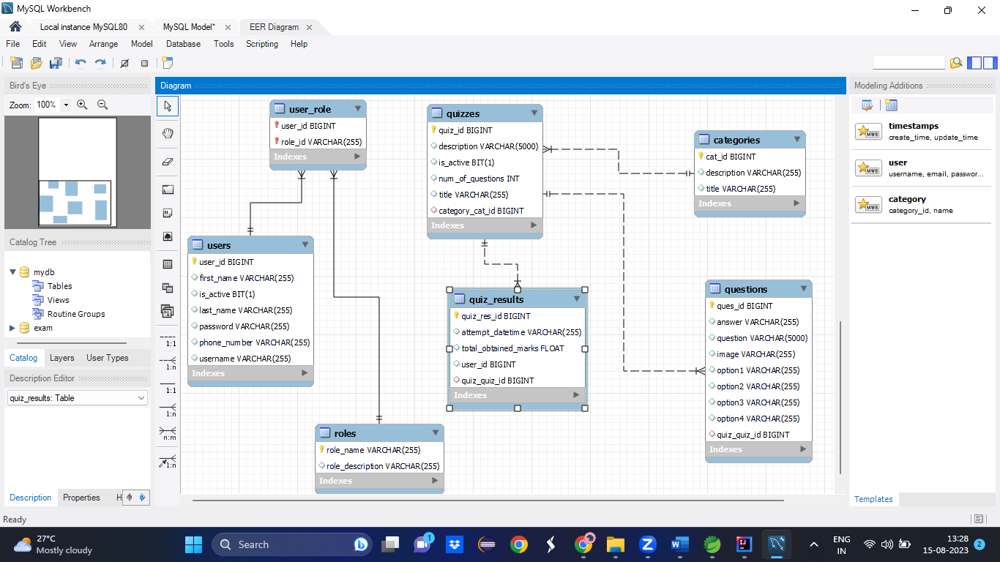 MySQL Workbench
Local instance MySQL80
MySQL Model*
EER Diagram
File Edit View Arrange Model Database Tools Scripting Help
Bird's Eye
Zoom: 100%
Catalog Tree
mydb
Tables
Views
Routine Groups
exam
Catalog Layers User Types
Description Editor
quiz_results: Table
Description Properties H
Diagram
1:1
1:n
1:1
1:n
n:m
1:n
user_role
user_id BIGINT
role_id VARCHAR(255)
Indexes
users
user_id BIGINT
first_name VARCHAR(255)
is_active BIT(1)
last_name VARCHAR(255)
password VARCHAR(255)
phone_number VARCHAR(255)
username VARCHAR(255)
Indexes
roles
role_name VARCHAR(255)
role_description VARCHAR(255)
Indexes
quizzes
quiz_id BIGINT
description VARCHAR(5000)
is_active BIT(1)
num_of_questions INT
title VARCHAR(255)
category_cat_id BIGINT
Indexes
quiz_results
quiz_res_id BIGINT
attempt_datetime VARCHAR(255)
total_obtained_marks FLOAT
user_id BIGINT
quiz_quiz_id BIGINT
Indexes
categories
cat_id BIGINT
description VARCHAR(255)
title VARCHAR(255)
Indexes
questions
ques_id BIGINT
answer VARCHAR(255)
question VARCHAR(5000)
image VARCHAR(255)
option1 VARCHAR(255)
option2 VARCHAR(255)
option3 VARCHAR(255)
option4 VARCHAR(255)
quiz_quiz_id BIGINT
Indexes
Modeling Additions
MWB
timestamps
create_time, update_time
MWB
user
username, email, passwor...
MWB
category
category_id, name
Templates
Ready
27°C
Mostly cloudy
Search
1
ENG
IN
13:28
15-08-2023
2